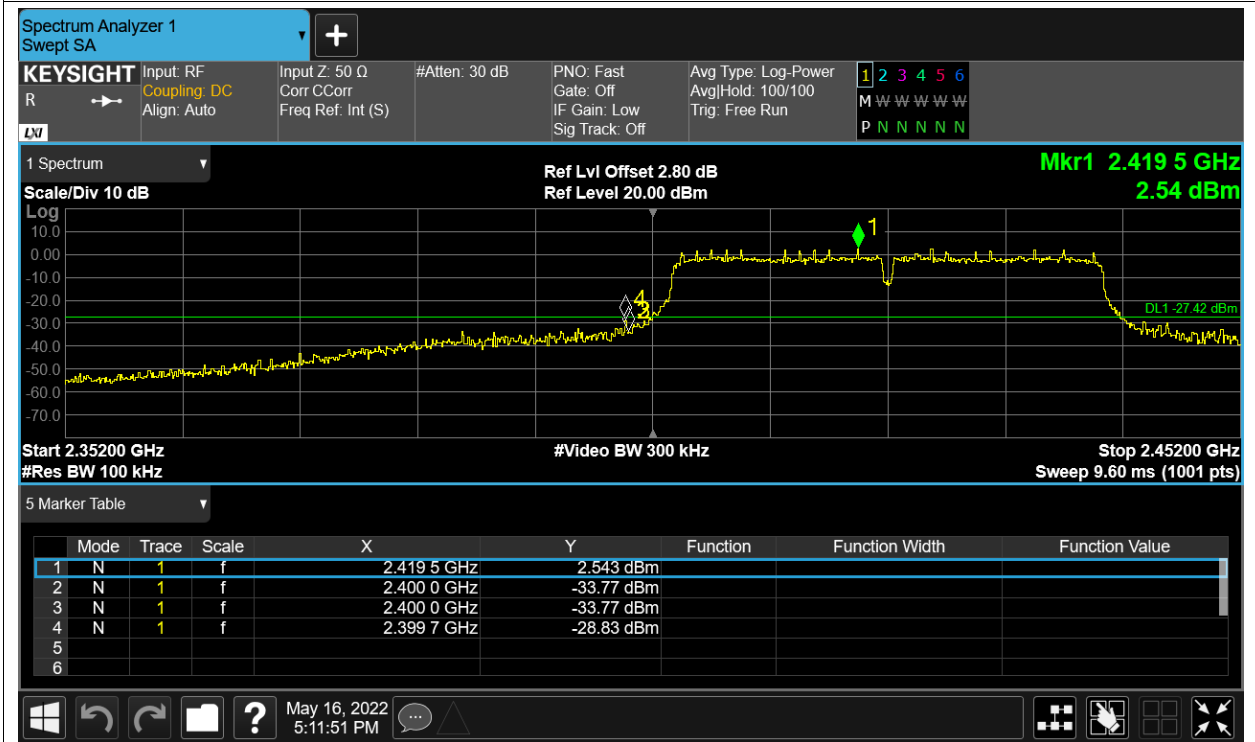 Spectrum Analyzer 1
Swept SA
+
KEYSIGHT
R
LXI
Input: RF
Coupling: DC
Align: Auto
Input Z: 50 Ω
Corr CCorr
Freq Ref: Int (S)
#Atten: 30 dB
PNO: Fast
Gate: Off
IF Gain: Low
Sig Track: Off
Avg Type: Log-Power
Avg|Hold: 100/100
Trig: Free Run
1 2 3 4 5 6
M W W W W W
P N N N N N
1 Spectrum
Scale/Div 10 dB
Ref Lvl Offset 2.80 dB
Ref Level 20.00 dBm
Mkr1 2.419 5 GHz
2.54 dBm
Log
10.0
0.00
-10.0
-20.0
-30.0
-40.0
-50.0
-60.0
-70.0
1
4
3
DL1 -27.42 dBm
Start 2.35200 GHz
#Res BW 100 kHz
#Video BW 300 kHz
Stop 2.45200 GHz
Sweep 9.60 ms (1001 pts)
5 Marker Table
Mode Trace Scale X Y Function Function Width Function Value
1 N 1 f 2.419 5 GHz 2.543 dBm
2 N 1 f 2.400 0 GHz -33.77 dBm
3 N 1 f 2.400 0 GHz -33.77 dBm
4 N 1 f 2.399 7 GHz -28.83 dBm
5
6
?
May 16, 2022
5:11:51 PM